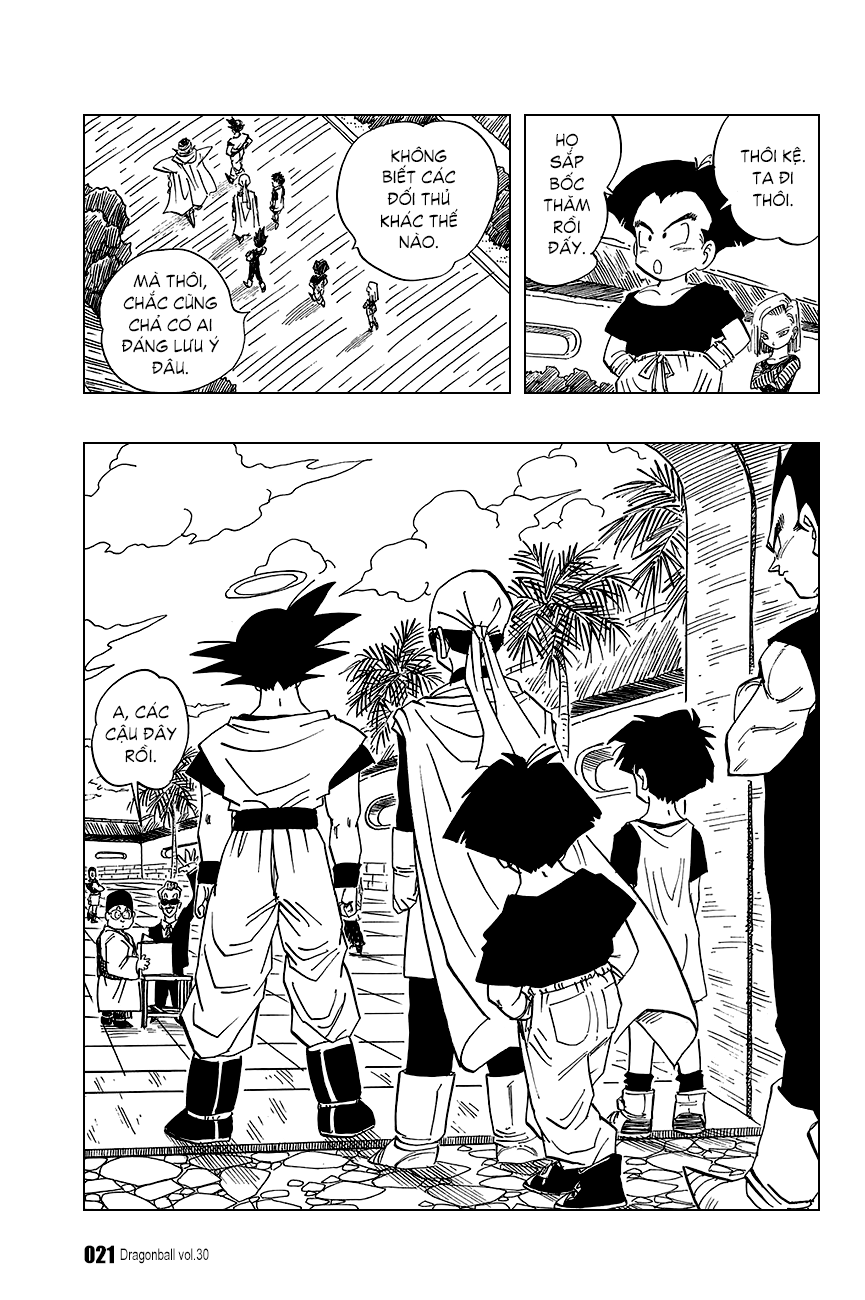 THÔI KỆ.
TA ĐI
THÔI.
HỌ
SẮP
BỐC
THĂM
RỒI
ĐẤY.
KHÔNG
BIẾT CÁC
ĐỐI THỦ
KHÁC THẾ
NÀO.
MÀ THÔI,
CHẮC CŨNG
CHẢ CÓ AI
ĐÁNG LƯU Ý
ĐÂU.
A, CÁC
CẬU ĐÂY
RỒI.
021 Dragonball vol.30